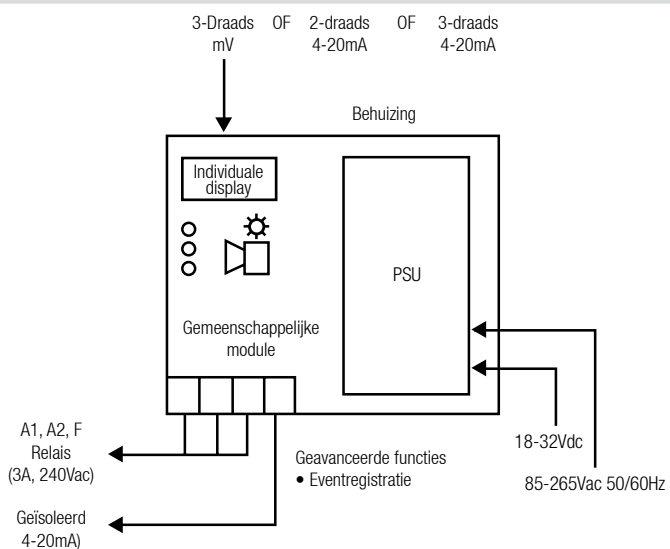 3-Draads OF 2-draads OF 3-draads
mV 4-20mA 4-20mA
Behuizing
Individuale
display
PSU
Gemeenschappelijke
module
A1, A2, F
Relais
(3A, 240Vac)
Geavanceerde functies
• Eventregistratie
18-32Vdc
85-265Vac 50/60Hz
Geïsoleerd
4-20mA)